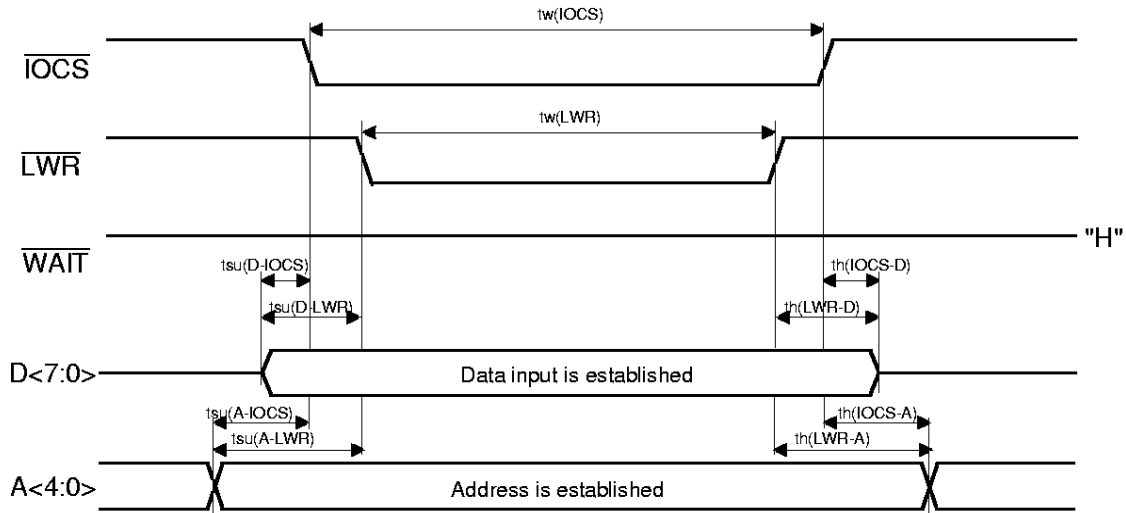 tw(IOCS)
IOCS
tw(LWR)
LWR
"H"
WAIT
tsu(D-IOCS)
th(IOCS-D)
tsu(D-LWR)
th(LWR-D)
D<7:0>
Data input is established
tsu(A-IOCS)
th(IOCS-A)
tsu(A-LWR)
th(LWR-A)
A<4:0>
Address is established